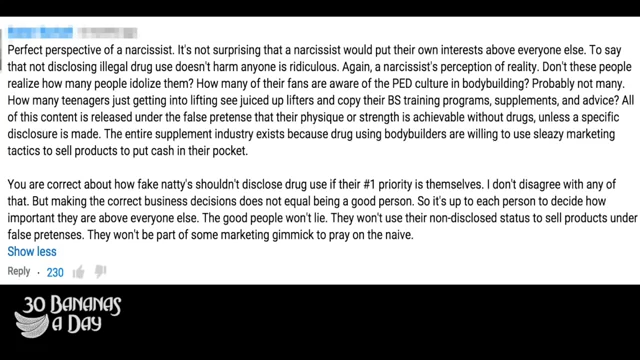 Perfect perspective of a narcissist. It's not surprising that a narcissist would put their own interests above everyone else. To say
that not disclosing illegal drug use doesn't harm anyone is ridiculous. Again, a narcissist's perception of reality. Don't these people
realize how many people idolize them? How many of their fans are aware of the PED culture in bodybuilding? Probably not many.
How many teenagers just getting into lifting see juiced up lifters and copy their BS training programs, supplements, and advice? All
of this content is released under the false pretense that their physique or strength is achievable without drugs, unless a specific
disclosure is made. The entire supplement industry exists because drug using bodybuilders are willing to use sleazy marketing
tactics to sell products to put cash in their pocket.
You are correct about how fake natty's shouldn't disclose drug use if their #1 priority is themselves. I don't disagree with any of
that. But making the correct business decisions does not equal being a good person. So it's up to each person to decide how
important they are above everyone else. The good people won't lie. They won't use their non-disclosed status to sell products under
false pretenses. They won't be part of some marketing gimmick to pray on the naive.
Show less
Reply · 230
30 BANANAS
A DAY